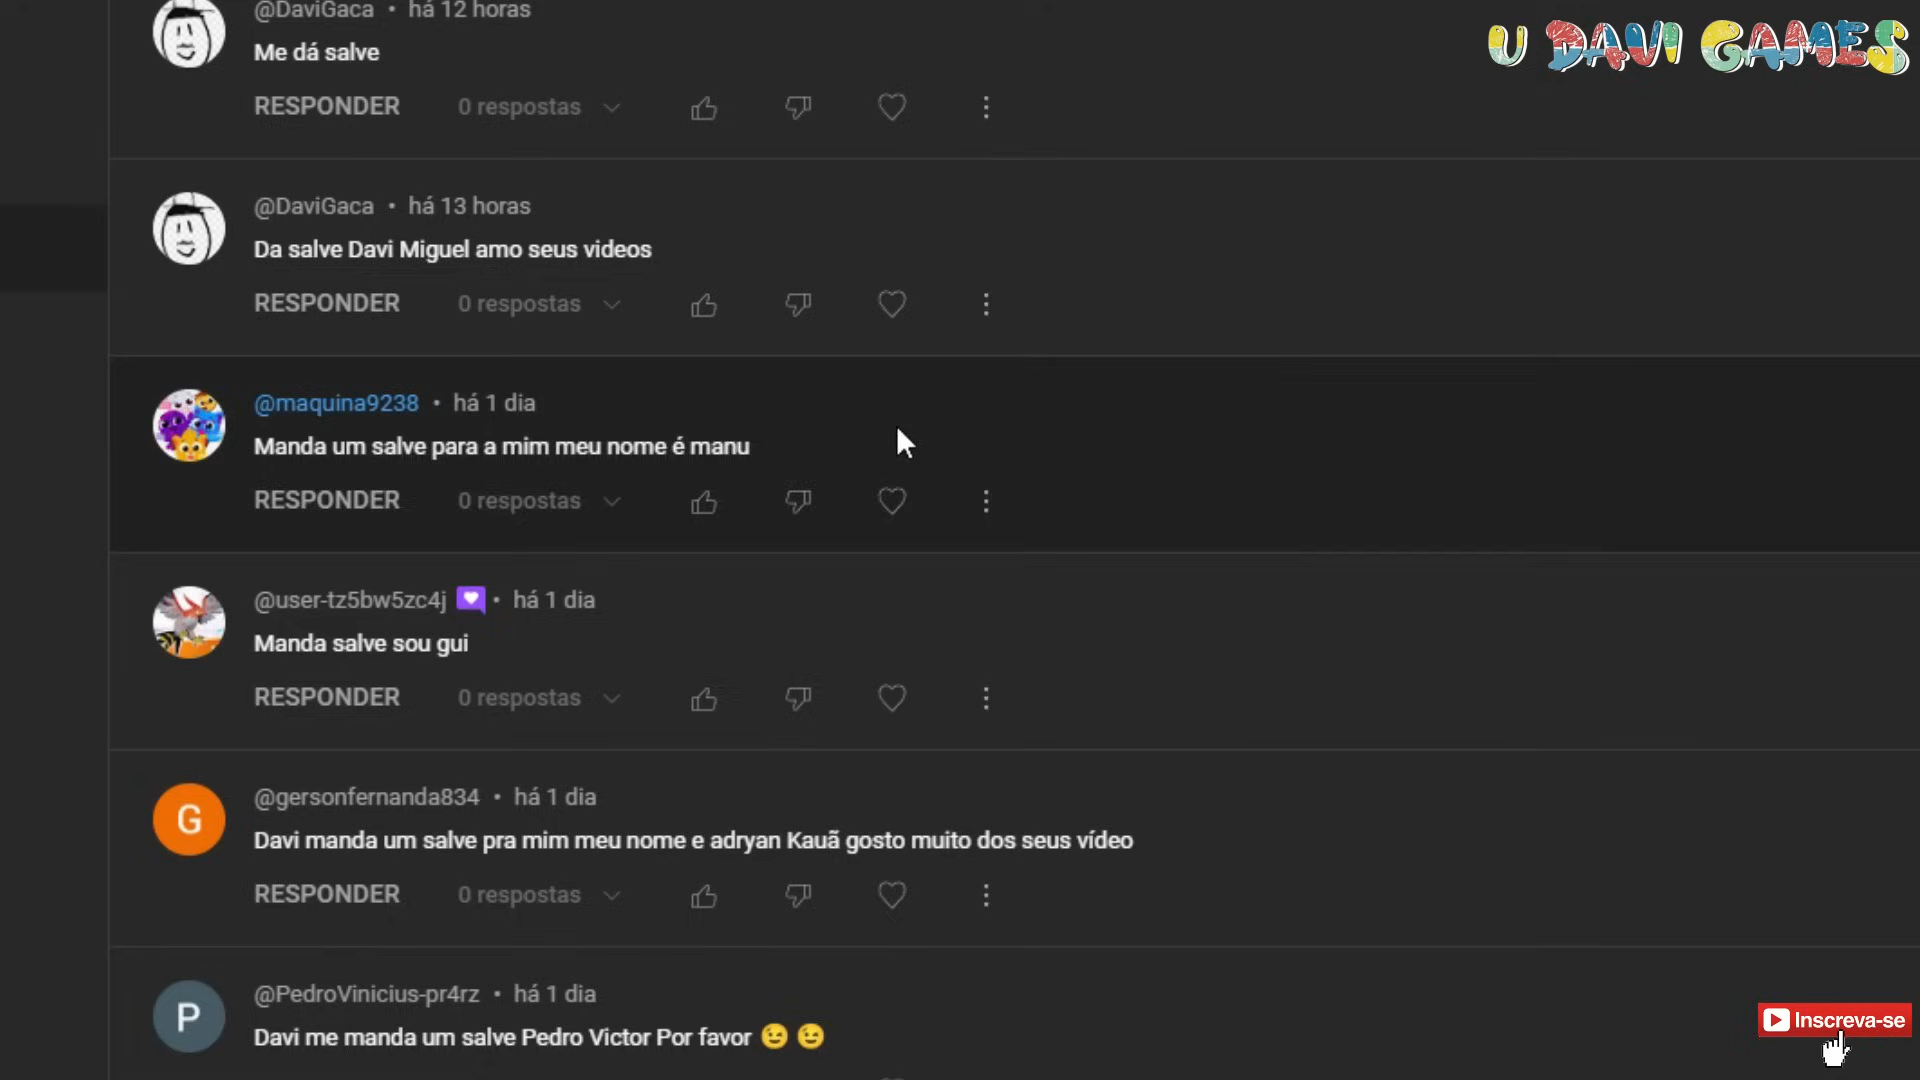 @DaviGaca • há 12 horas
U DAVI GAMES
Me dá salve
RESPONDER 0 respostas
@DaviGaca • há 13 horas
Da salve Davi Miguel amo seus videos
RESPONDER 0 respostas
@maquina9238 • há 1 dia
Manda um salve para a mim meu nome é manu
RESPONDER 0 respostas
@user-tz5bw5zc4j • há 1 dia
Manda salve sou gui
RESPONDER 0 respostas
G
@gersonfernanda834 • há 1 dia
Davi manda um salve pra mim meu nome e adryan Kauã gosto muito dos seus vídeo
RESPONDER 0 respostas
P
@PedroVinicius-pr4rz • há 1 dia
Davi me manda um salve Pedro Victor Por favor 😉 😉
Inscreva-se